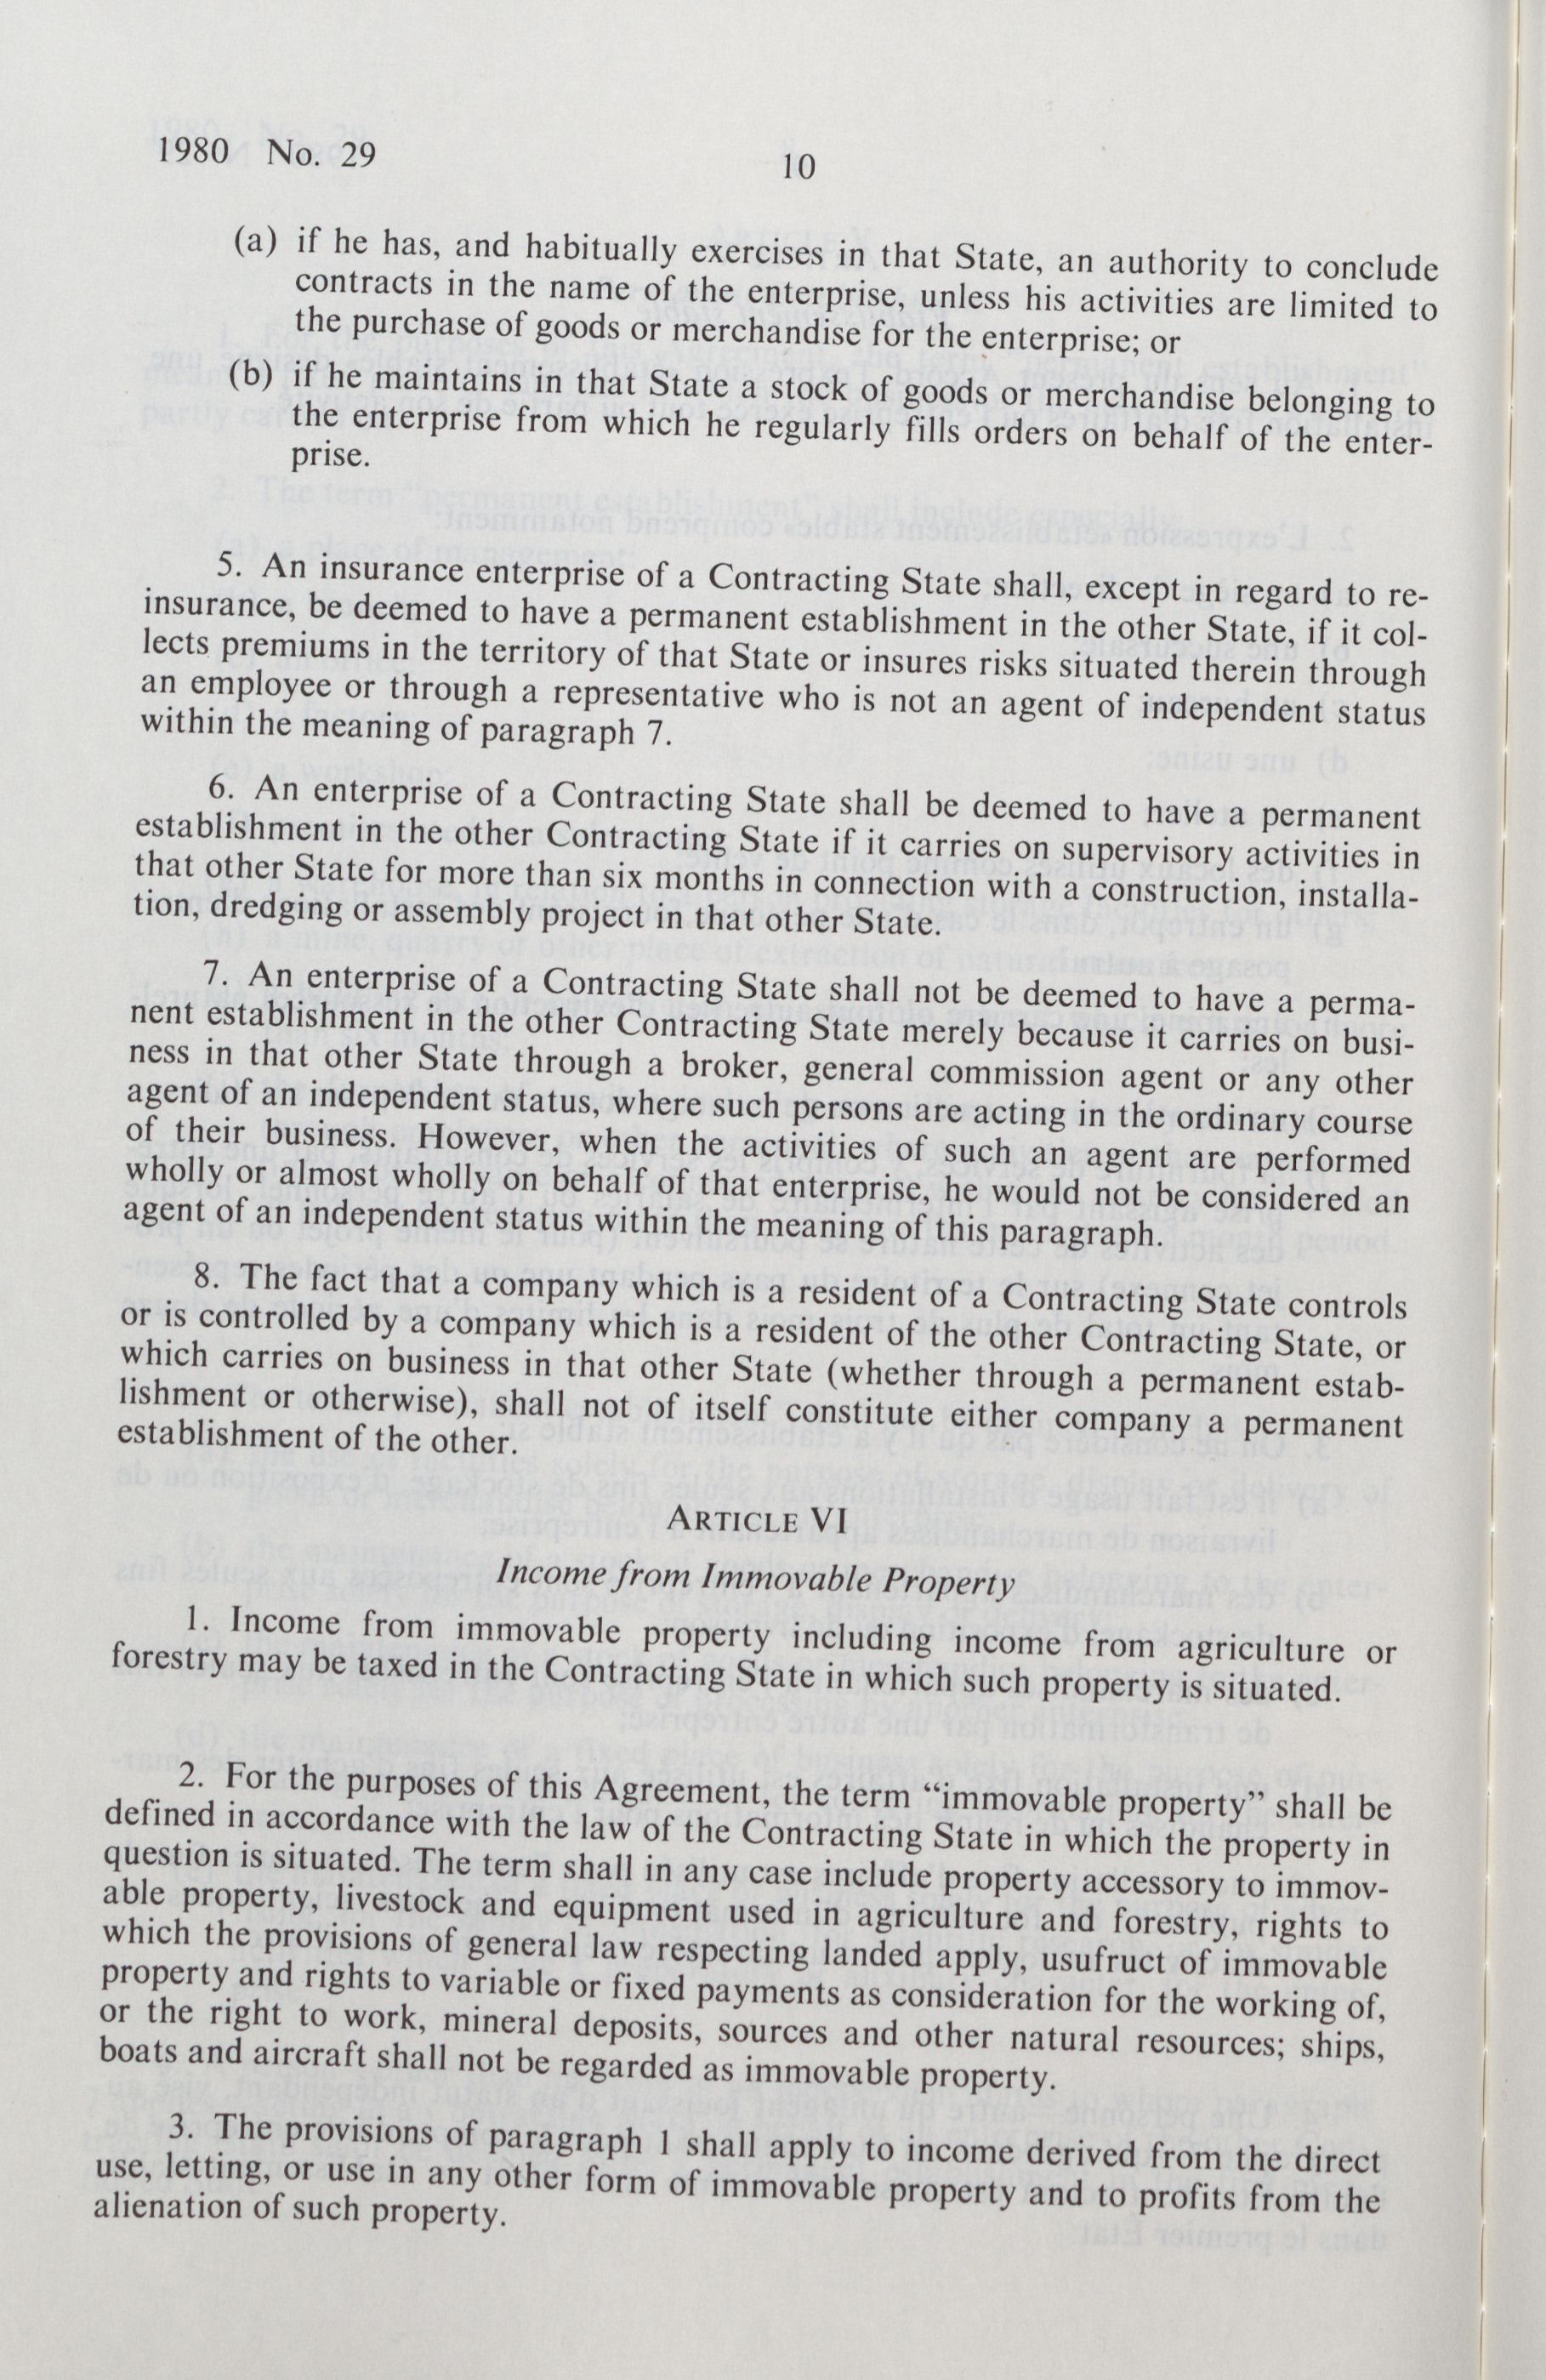 1980 No. 29
10
(a) if he has, and habitually exercises in that State, an authority to conclude
contracts in the name of the enterprise, unless his activities are limited to
the purchase of goods or merchandise for the enterprise; or
(b) if he maintains in that State a stock of goods or merchandise belonging to
the enterprise from which he regularly fills orders on behalf of the enter-
prise.
5. An insurance enterprise of a Contracting State shall, except in regard to re-
insurance, be deemed to have a permanent establishment in the other State, if it col-
lects premiums in the territory of that State or insures risks situated therein through
an employee or through a representative who is not an agent of independent status
within the meaning of paragraph 7.
6. An enterprise of a Contracting State shall be deemed to have a permanent
establishment in the other Contracting State if it carries on supervisory activities in
that other State for more than six months in connection with a construction, installa-
tion, dredging or assembly project in that other State.
7. An enterprise of a Contracting State shall not be deemed to have a perma-
nent establishment in the other Contracting State merely because it carries on busi-
ness in that other State through a broker, general commission agent or any other
agent of an independent status, where such persons are acting in the ordinary course
of their business. However, when the activities of such an agent are performed
wholly or almost wholly on behalf of that enterprise, he would not be considered an
agent of an independent status within the meaning of this paragraph.
8. The fact that a company which is a resident of a Contracting State controls
or is controlled by a company which is a resident of the other Contracting State, or
which carries on business in that other State (whether through a permanent estab-
lishment or otherwise), shall not of itself constitute either company a permanent
establishment of the other.
ARTICLE VI
Income from Immovable Property
1. Income from immovable property including income from agriculture or
forestry may be taxed in the Contracting State in which such property is situated.
2. For the purposes of this Agreement, the term “immovable property” shall be
defined in accordance with the law of the Contracting State in which the property in
question is situated. The term shall in any case include property accessory to immov-
able property, livestock and equipment used in agriculture and forestry, rights to
which the provisions of general law respecting landed apply, usufruct of immovable
property and rights to variable or fixed payments as consideration for the working of,
or the right to work, mineral deposits, sources and other natural resources; ships,
boats and aircraft shall not be regarded as immovable property.
3. The provisions of paragraph 1 shall apply to income derived from the direct
use, letting, or use in any other form of immovable property and to profits from the
alienation of such property.